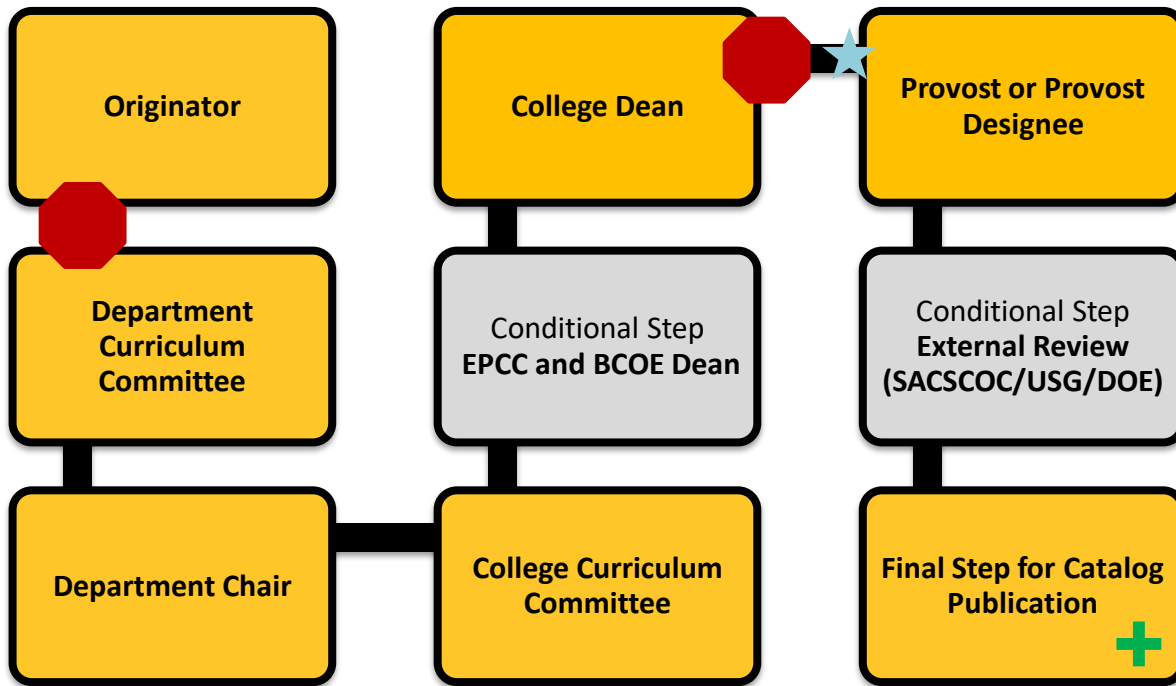 Originator
Department
Curriculum
Committee
Department Chair
College Curriculum
Committee
Conditional Step
EPCC and BCOE Dean
College Dean
Provost or Provost
Designee
Conditional Step
External Review
(SACSCOC/USG/DOE)
Final Step for Catalog
Publication